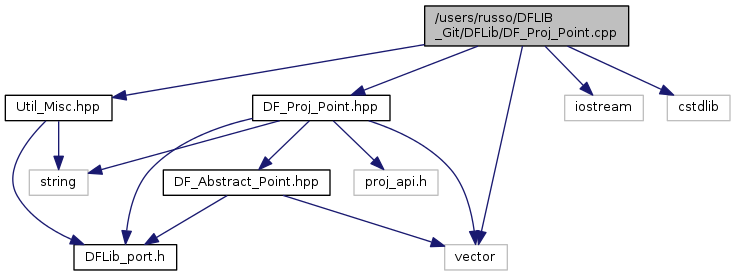 /users/russo/DFLIB
_Git/DFLib/DF_Proj_Point.cpp
Util_Misc.hpp
DF_Proj_Point.hpp
iostream
cstdlib
string
DF_Abstract_Point.hpp
proj_api.h
DFLib_port.h
vector